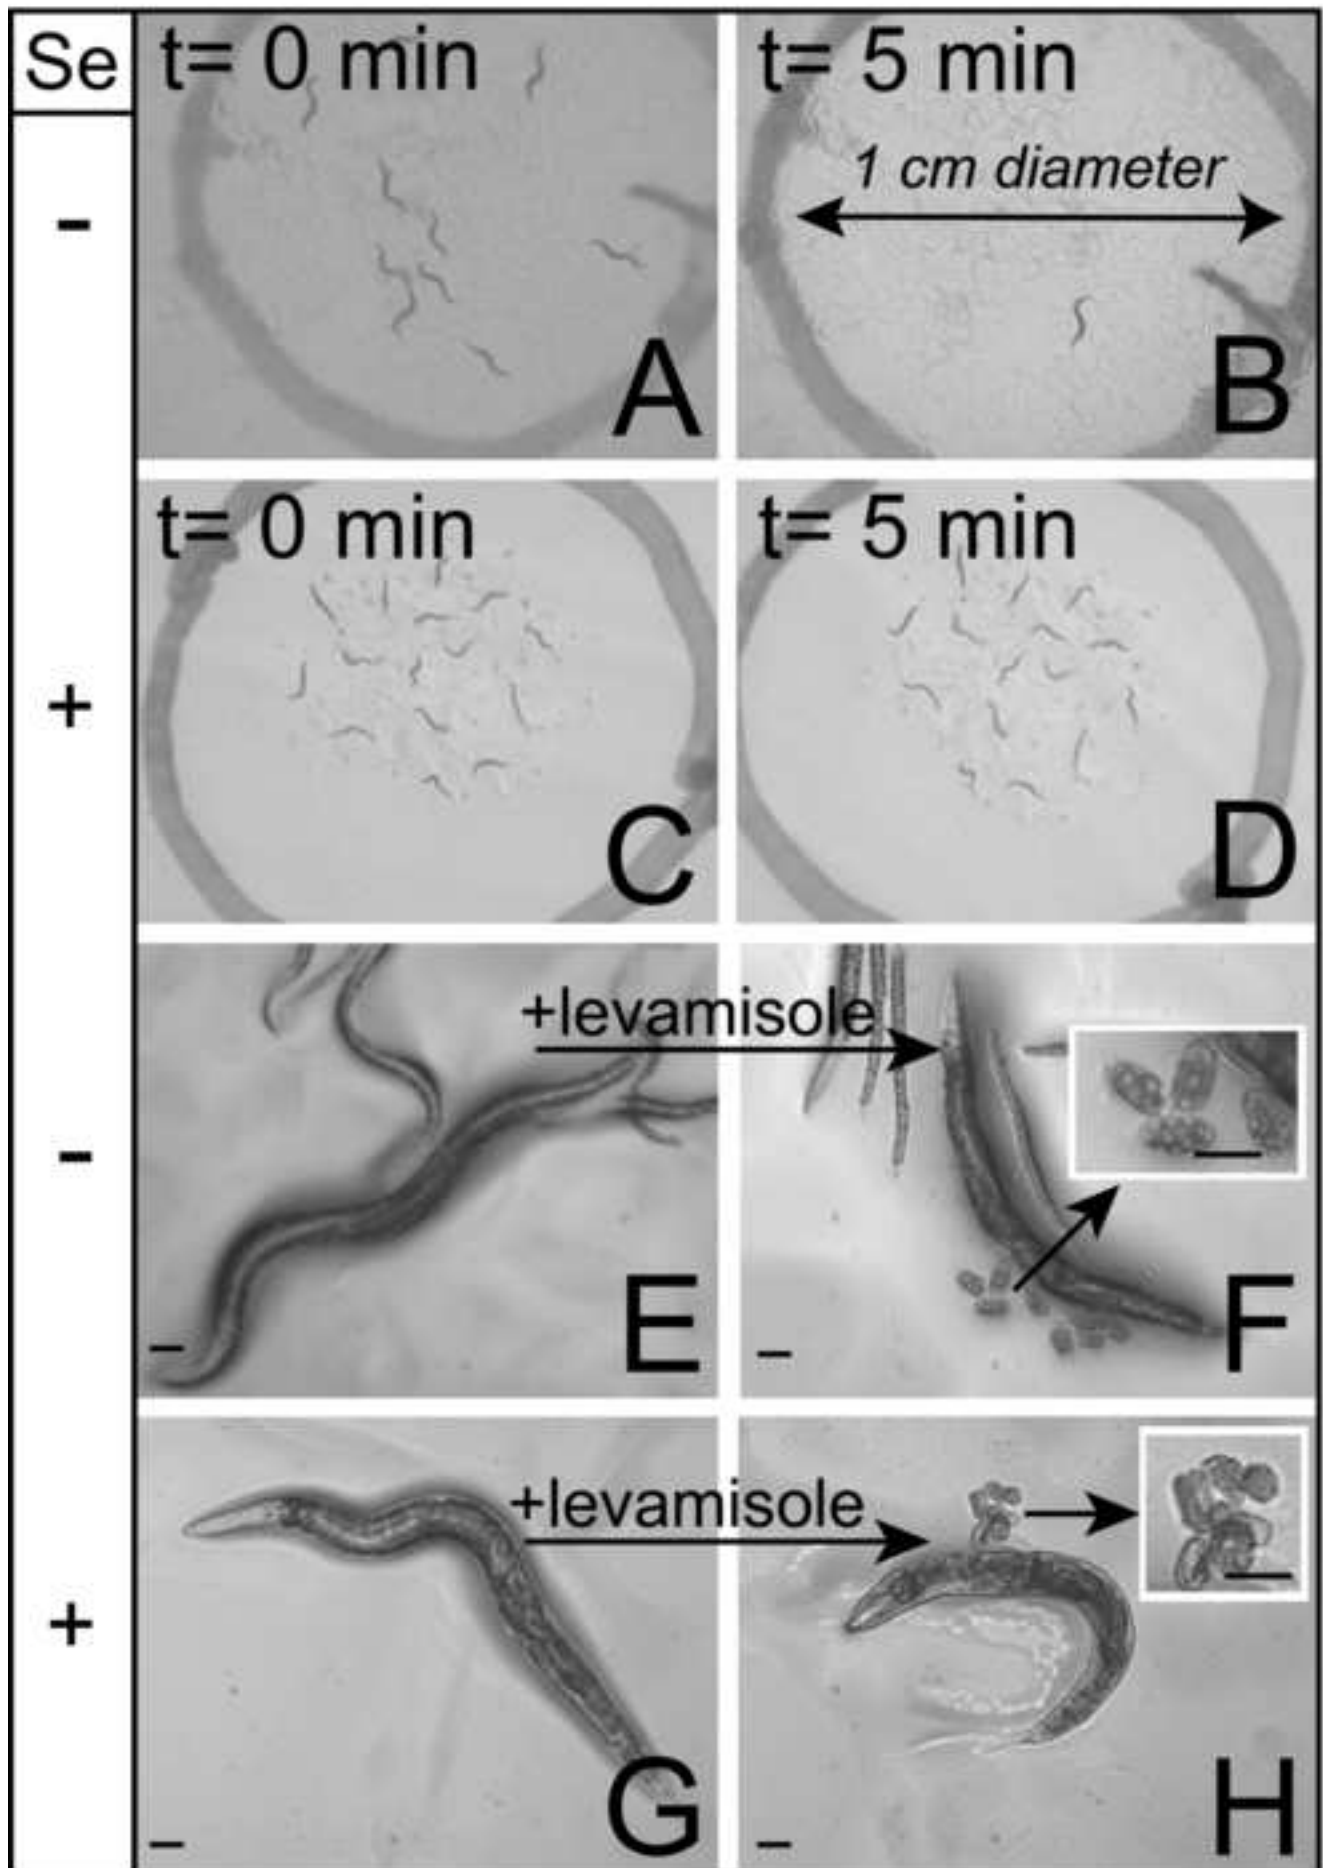 Se
t= 0 min
t= 5 min
-
1 cm diameter
A
B
t= 0 min
t= 5 min
+
C
D
+levamisole
-
E
F
+levamisole
+
G
H